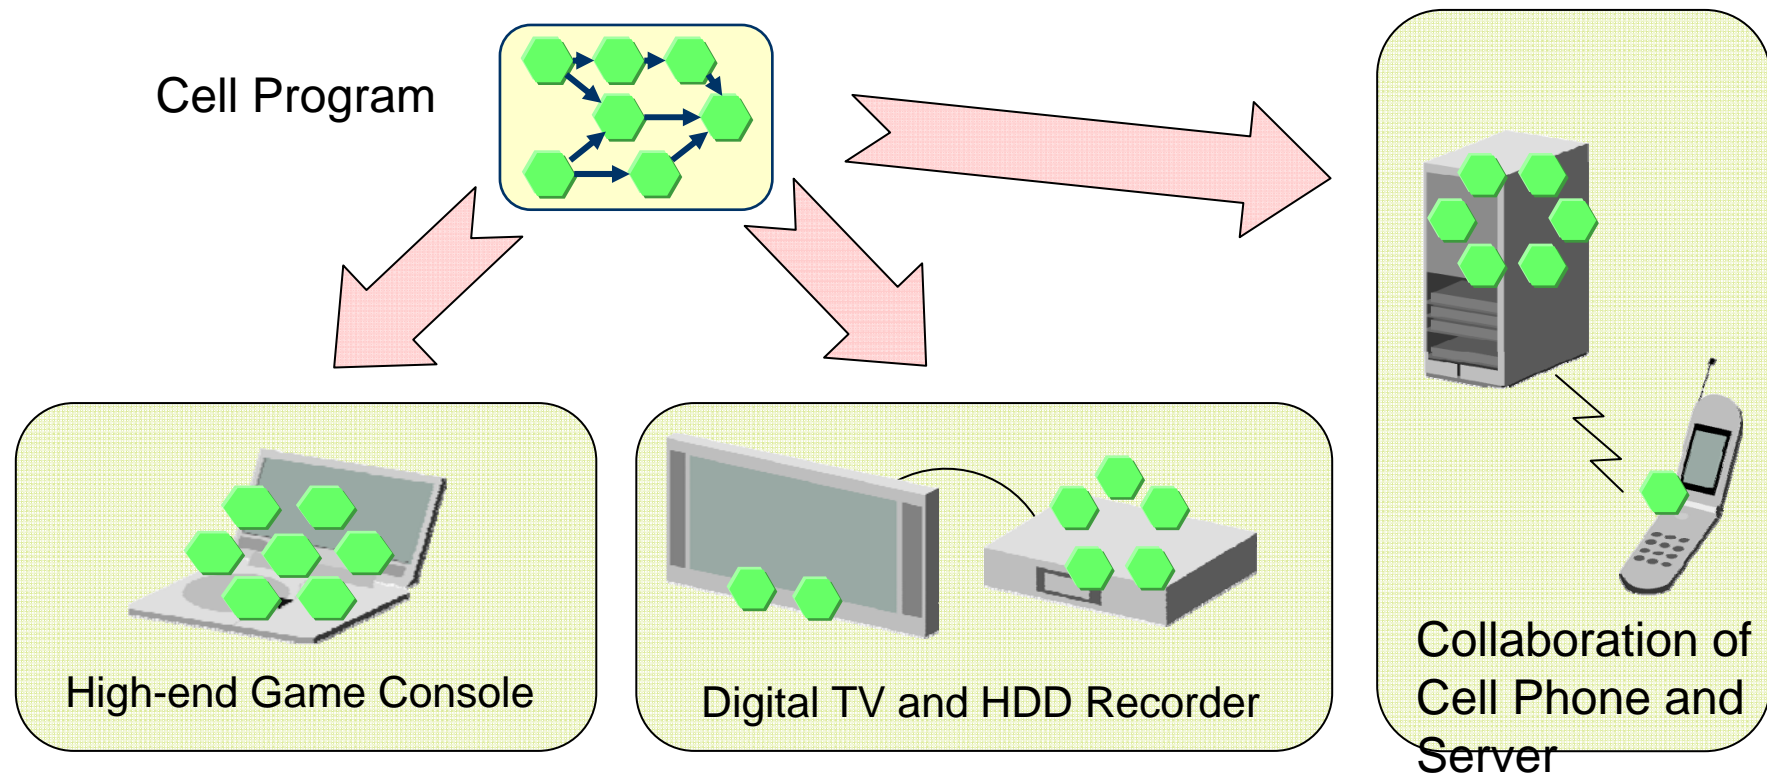 Cell Program
High-end Game Console
Digital TV and HDD Recorder
Collaboration of
Cell Phone and
Server